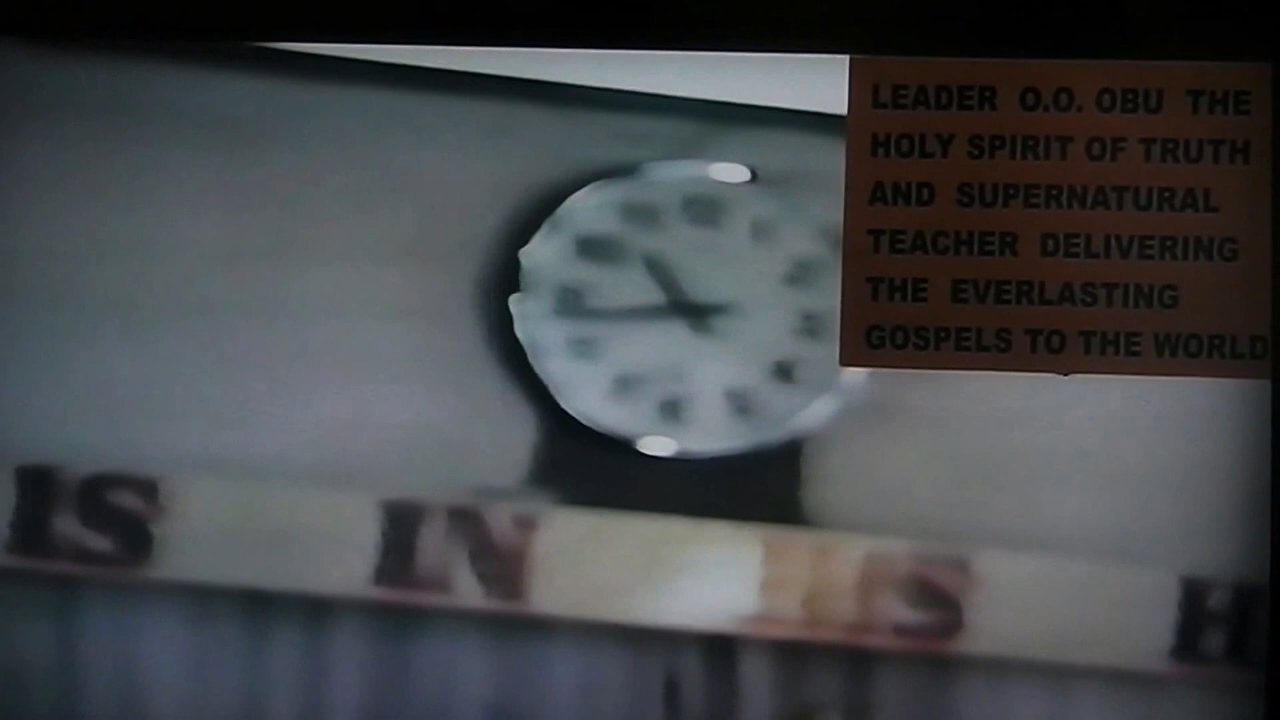 LEADER O.O. OBU THE
HOLY SPIRIT OF TRUTH
AND SUPERNATURAL
TEACHER DELIVERING
THE EVERLASTING
GOSPELS TO THE WORLD
IS IN IS H